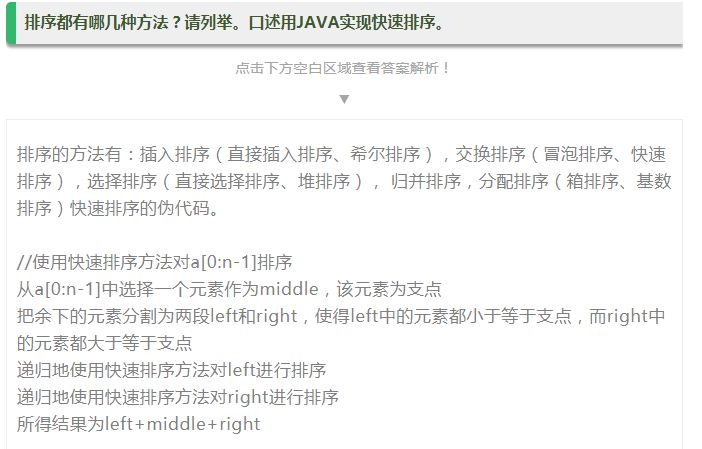 排序都有哪几种方法？请列举。口述用JAVA实现快速排序。
点击下方空白区域查看答案解析！
▼
排序的方法有：插入排序（直接插入排序、希尔排序），交换排序（冒泡排序、快速
排序），选择排序（直接选择排序、堆排序）， 归并排序，分配排序（箱排序、基数
排序）快速排序的伪代码。
//使用快速排序方法对a[0:n-1]排序
从a[0:n-1]中选择一个元素作为middle，该元素为支点
把余下的元素分割为两段left和right，使得left中的元素都小于等于支点，而right中
的元素都大于等于支点
递归地使用快速排序方法对left进行排序
递归地使用快速排序方法对right进行排序
所得结果为left+middle+right